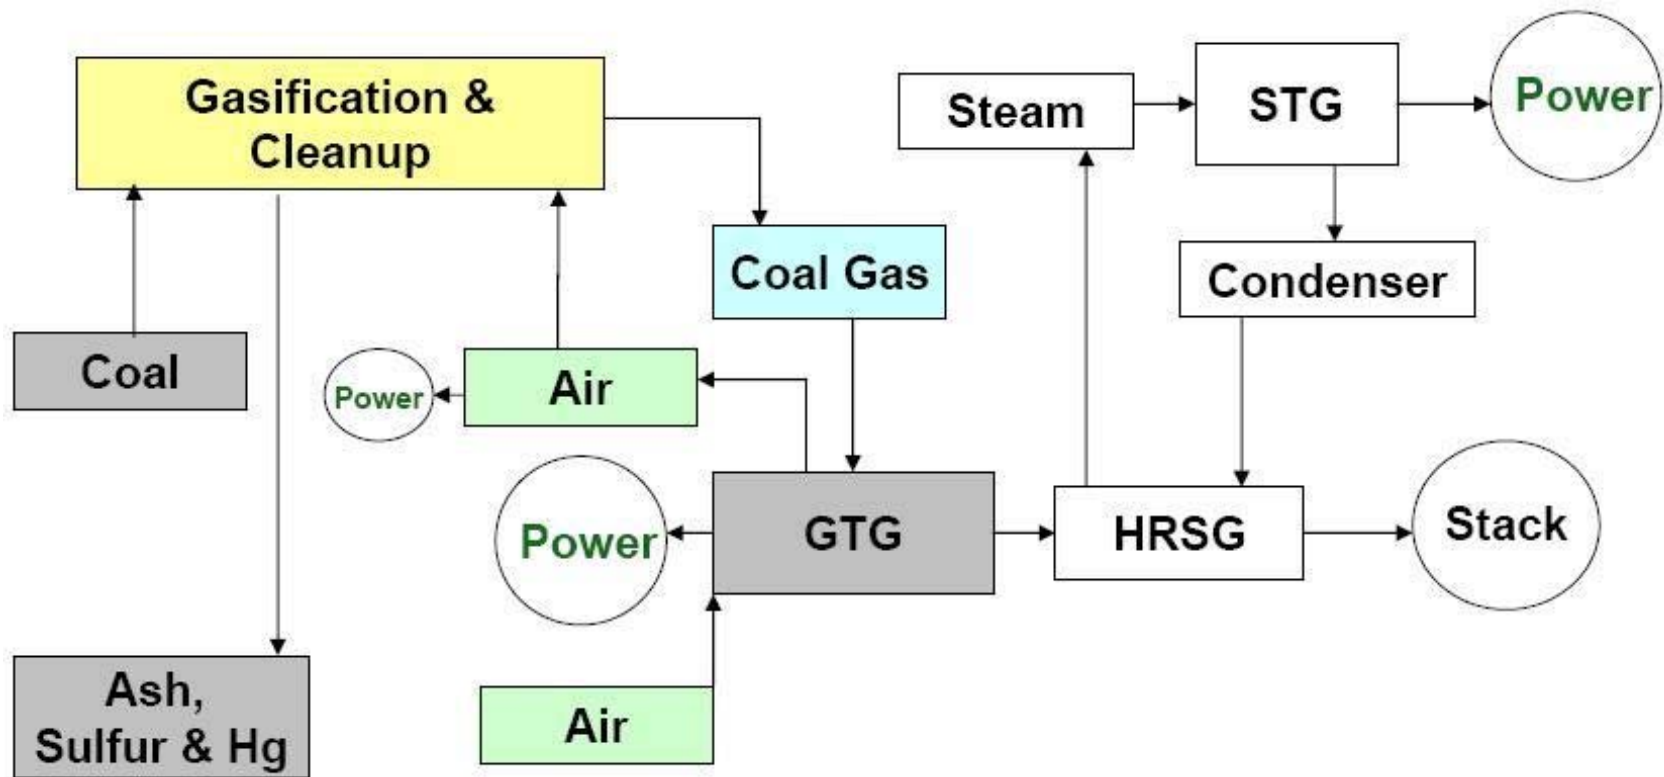 Gasification &
Cleanup
Steam
STG
Power
Coal Gas
Condenser
Coal
Power
Air
Power
GTG
HRSG
Stack
Ash,
Sulfur & Hg
Air